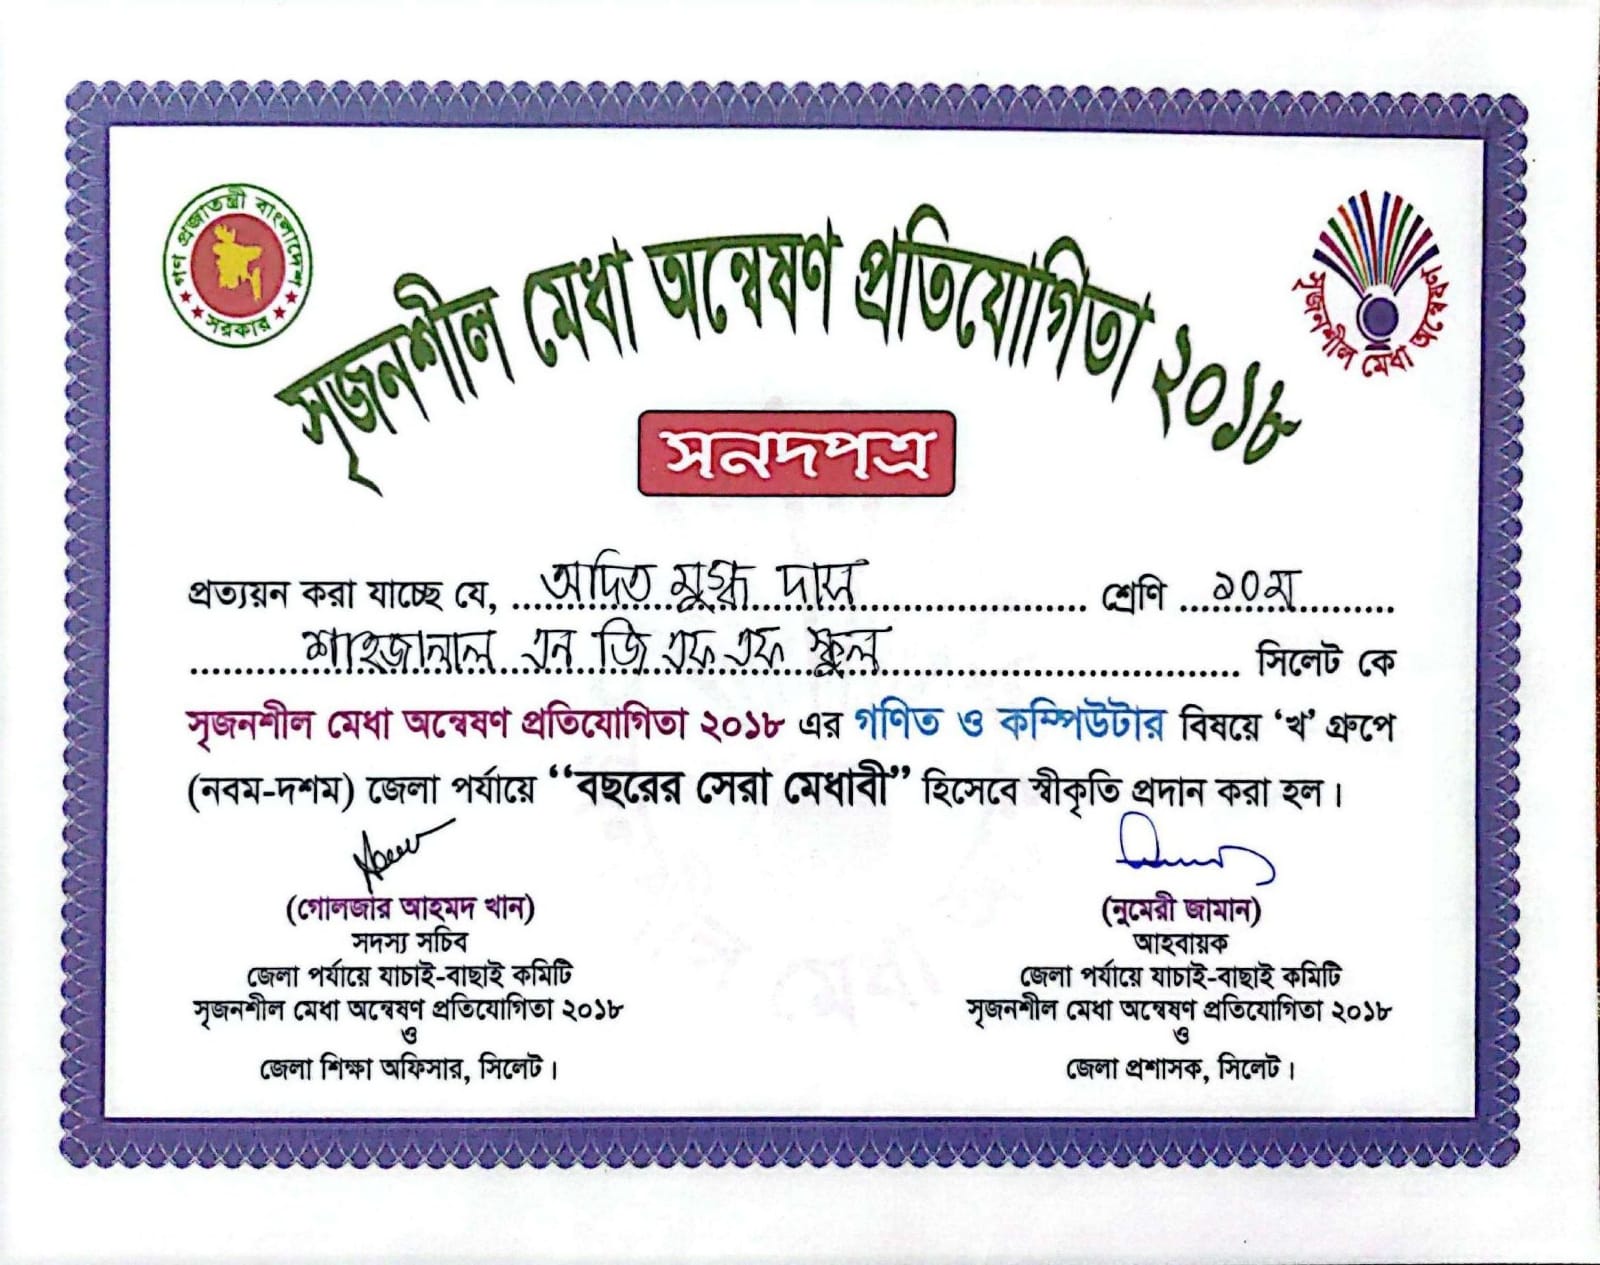 গণ প্রজাতন্ত্রী বাংলাদেশ
সরকার
সৃজনশীল মেধা অন্বেষণ
সৃজনশীল মেধা অন্বেষণ প্রতিযোগিতা ২০১৮
সনদপত্র
প্রত্যয়ন করা যাচ্ছে যে, অদিত মুগ্ধ দাস শ্রেণি ১০ম
শাহজালাল এন জি এফ এফ স্কুল সিলেট কে
সৃজনশীল মেধা অন্বেষণ প্রতিযোগিতা ২০১৮ এর গণিত ও কম্পিউটার বিষয়ে ‘খ’ গ্রুপে
(নবম-দশম) জেলা পর্যায়ে “বছরের সেরা মেধাবী” হিসেবে স্বীকৃতি প্রদান করা হল।
(গোলজার আহমদ খান)
সদস্য সচিব
জেলা পর্যায়ে যাচাই-বাছাই কমিটি
সৃজনশীল মেধা অন্বেষণ প্রতিযোগিতা ২০১৮
ও
জেলা শিক্ষা অফিসার, সিলেট।
(নুমেরী জামান)
আহবায়ক
জেলা পর্যায়ে যাচাই-বাছাই কমিটি
সৃজনশীল মেধা অন্বেষণ প্রতিযোগিতা ২০১৮
ও
জেলা প্রশাসক, সিলেট।